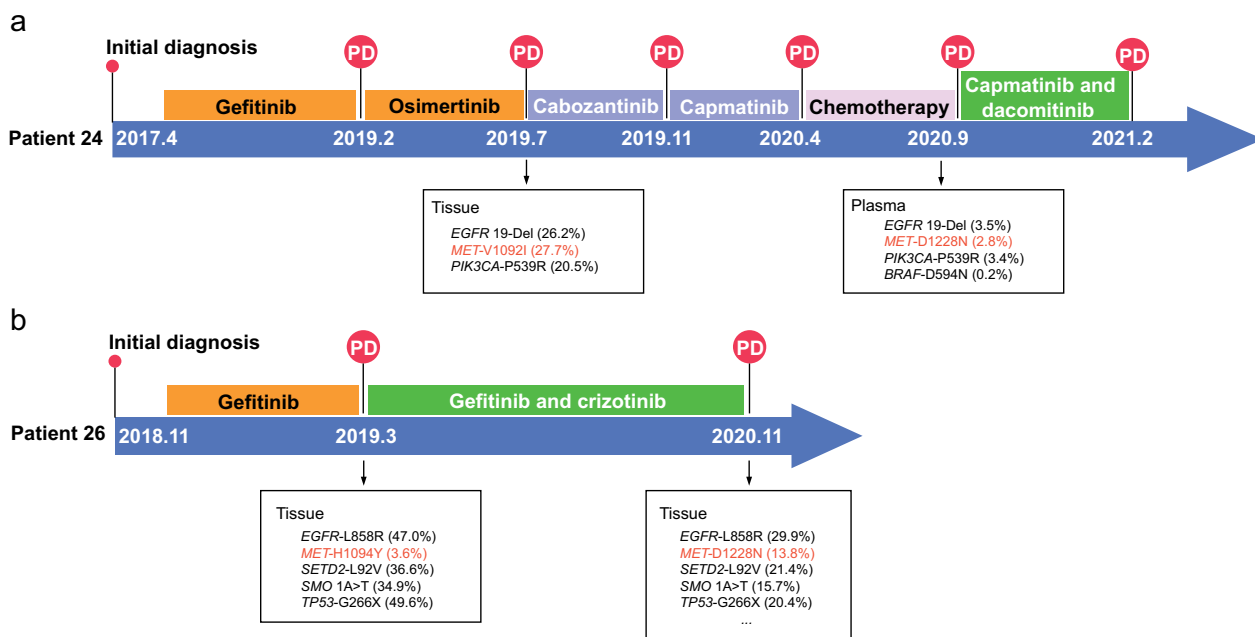 a
Initial diagnosis
PD PD PD PD PD PD
Gefitinib Osimertinib Cabozantinib Capmatinib Chemotherapy Capmatinib and
dacomitinib
Patient 24 2017.4 2019.2 2019.7 2019.11 2020.4 2020.9 2021.2
Tissue
EGFR 19-Del (26.2%)
MET-V1092I (27.7%)
PIK3CA-P539R (20.5%)
Plasma
EGFR 19-Del (3.5%)
MET-D1228N (2.8%)
PIK3CA-P539R (3.4%)
BRAF-D594N (0.2%)
b
Initial diagnosis
PD PD
Gefitinib Gefitinib and crizotinib
Patient 26 2018.11 2019.3 2020.11
Tissue
EGFR-L858R (47.0%)
MET-H1094Y (3.6%)
SETD2-L92V (36.6%)
SMO 1A>T (34.9%)
TP53-G266X (49.6%)
Tissue
EGFR-L858R (29.9%)
MET-D1228N (13.8%)
SETD2-L92V (21.4%)
SMO 1A>T (15.7%)
TP53-G266X (20.4%)
...